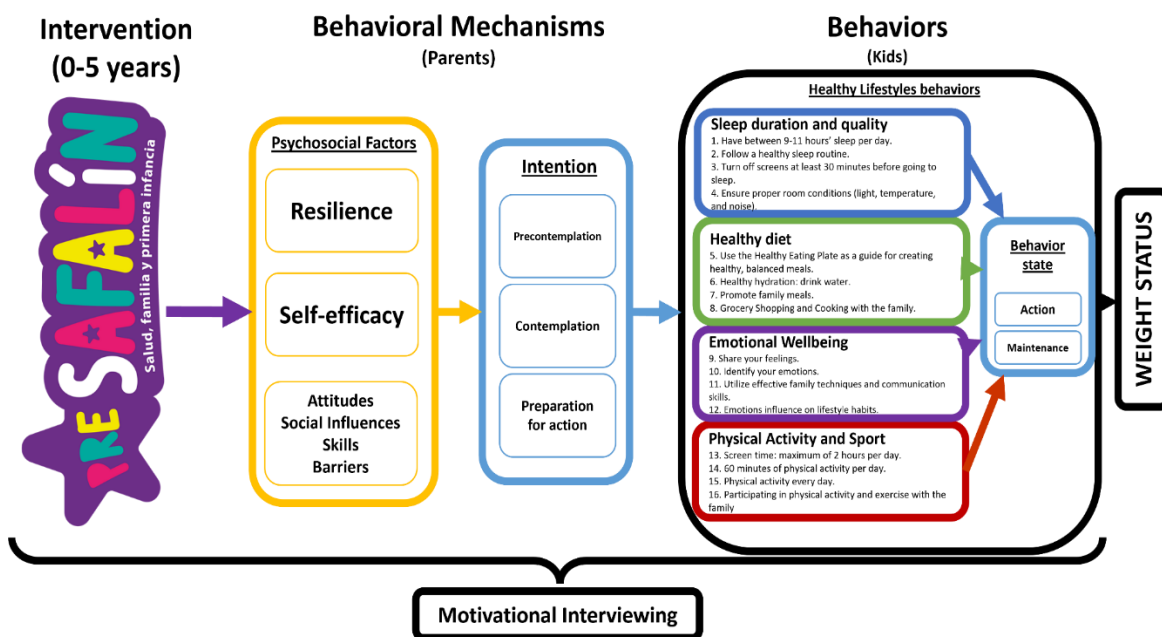 Intervention
(0-5 years)
PRE SAFALÍN
Salud, familia y primera infancia
Behavioral Mechanisms
(Parents)
Psychosocial Factors
Resilience
Self-efficacy
Attitudes
Social Influences
Skills
Barriers
Intention
Precontemplation
Contemplation
Preparation
for action
Behaviors
(Kids)
Healthy Lifestyles behaviors
Sleep duration and quality
1. Have between 9-11 hours' sleep per day.
2. Follow a healthy sleep routine.
3. Turn off screens at least 30 minutes before going to
sleep.
4. Ensure proper room conditions (light, temperature,
and noise).
Healthy diet
5. Use the Healthy Eating Plate as a guide for creating
healthy, balanced meals.
6. Healthy hydration: drink water.
7. Promote family meals.
8. Grocery Shopping and Cooking with the family.
Emotional Wellbeing
9. Share your feelings.
10. Identify your emotions.
11. Utilize effective family techniques and communication
skills.
12. Emotions influence on lifestyle habits.
Physical Activity and Sport
13. Screen time: maximum of 2 hours per day.
14. 60 minutes of physical activity per day.
15. Physical activity every day.
16. Participating in physical activity and exercise with the
family
Behavior
state
Action
Maintenance
WEIGHT STATUS
Motivational Interviewing